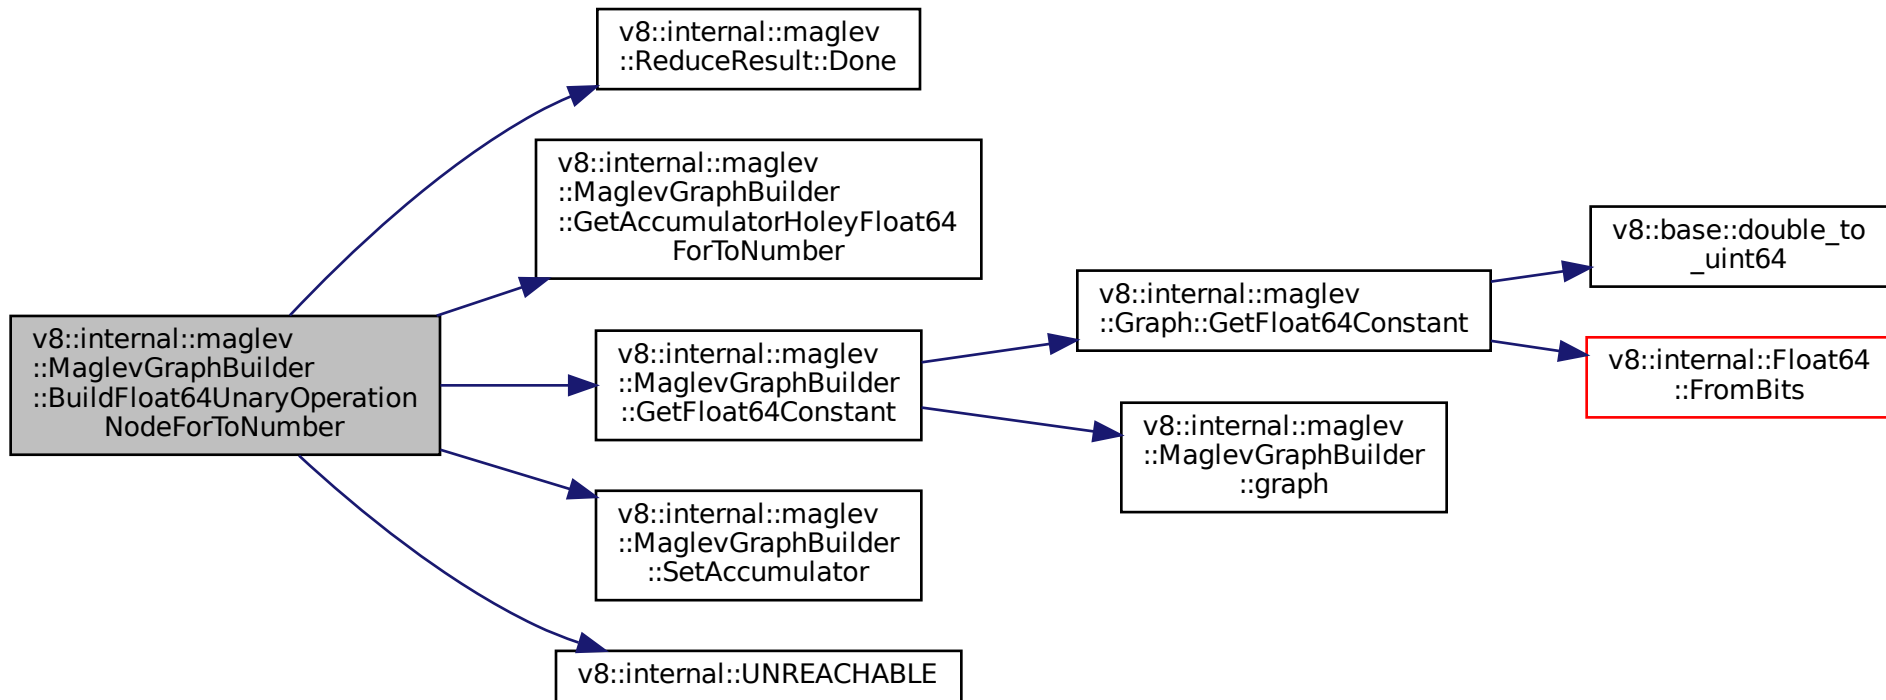 v8::internal::maglev
::MaglevGraphBuilder
::BuildFloat64UnaryOperation
NodeForToNumber
v8::internal::maglev
::ReduceResult::Done
v8::internal::maglev
::MaglevGraphBuilder
::GetAccumulatorHoleyFloat64
ForToNumber
v8::internal::maglev
::MaglevGraphBuilder
::GetFloat64Constant
v8::internal::maglev
::MaglevGraphBuilder
::SetAccumulator
v8::internal::UNREACHABLE
v8::internal::maglev
::Graph::GetFloat64Constant
v8::internal::maglev
::MaglevGraphBuilder
::graph
v8::base::double_to
_uint64
v8::internal::Float64
::FromBits